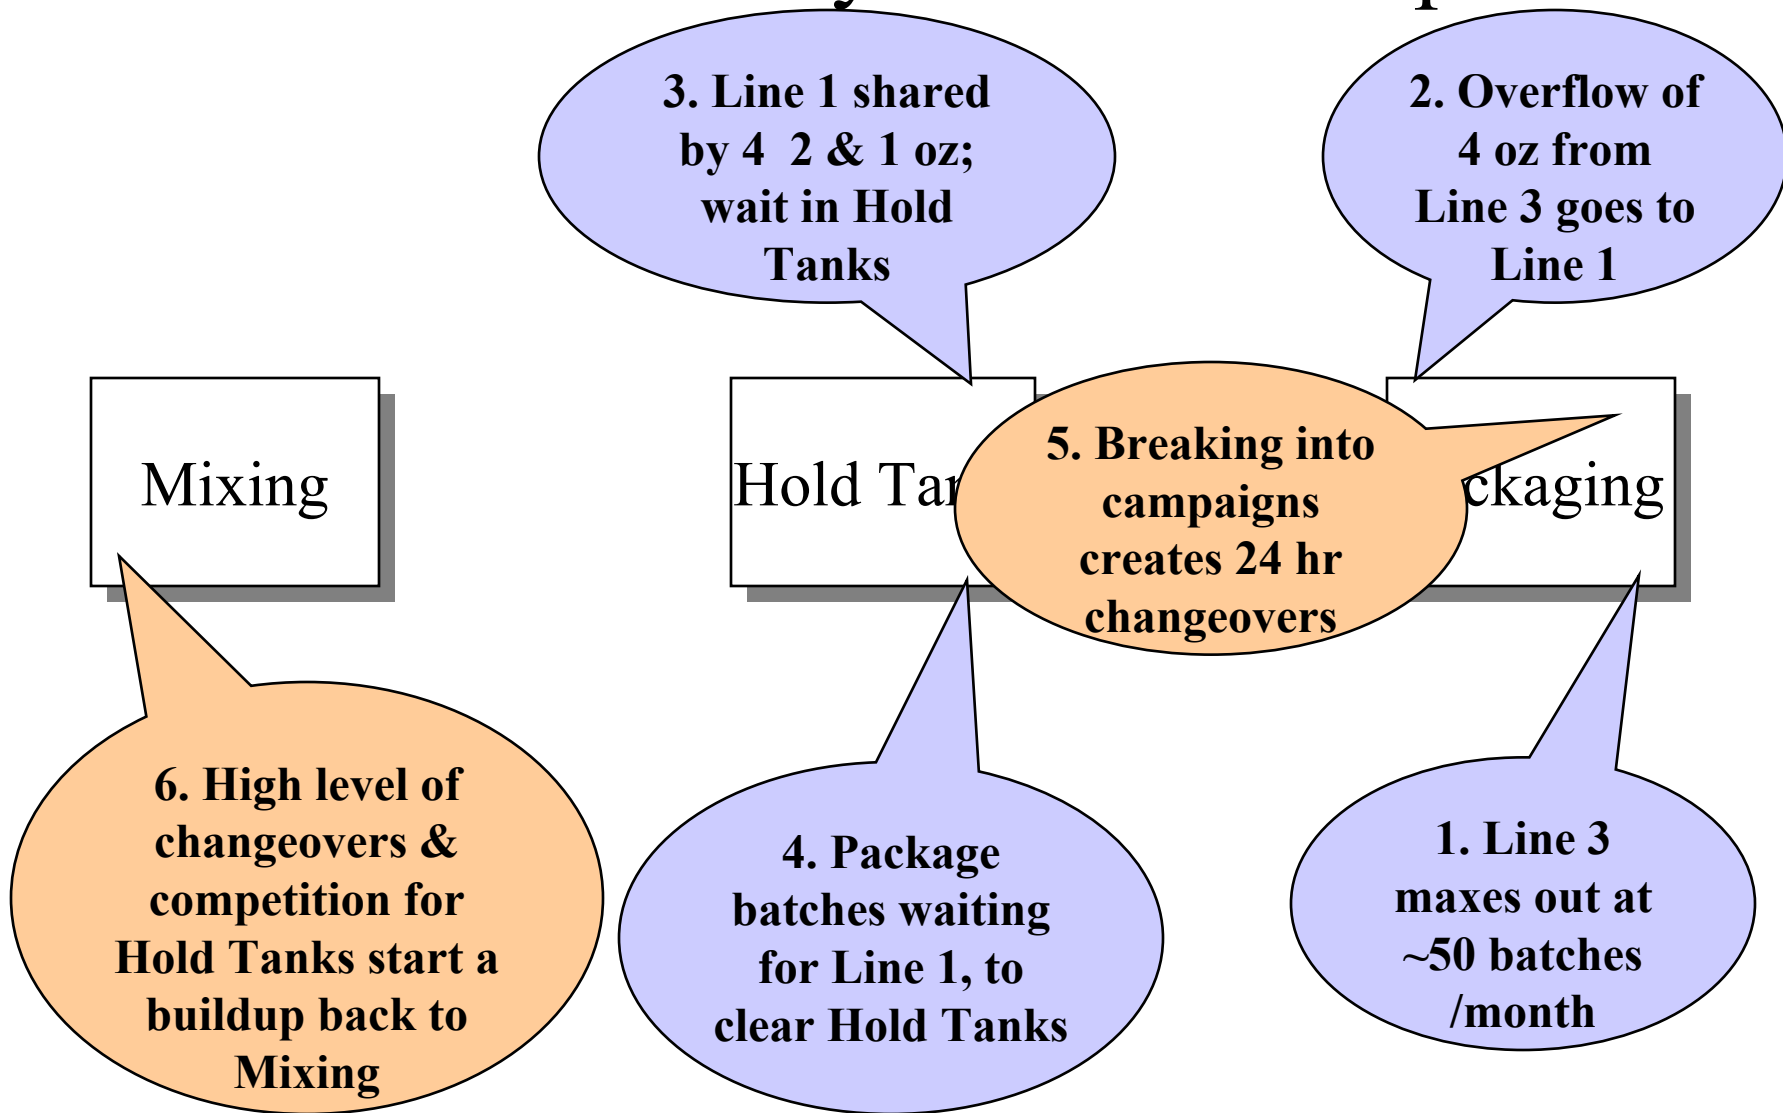 3. Line 1 shared
by 4  2 & 1 oz;
wait in Hold
Tanks
2. Overflow of
4 oz from
Line 3 goes to
Line 1
Mixing
Hold
5. Breaking into
campaigns
creates 24 hr
changeovers
ckaging
6. High level of
changeovers &
competition for
Hold Tanks start a
buildup back to
Mixing
4. Package
batches waiting
for Line 1, to
clear Hold Tanks
1. Line 3
maxes out at
~50 batches
/month